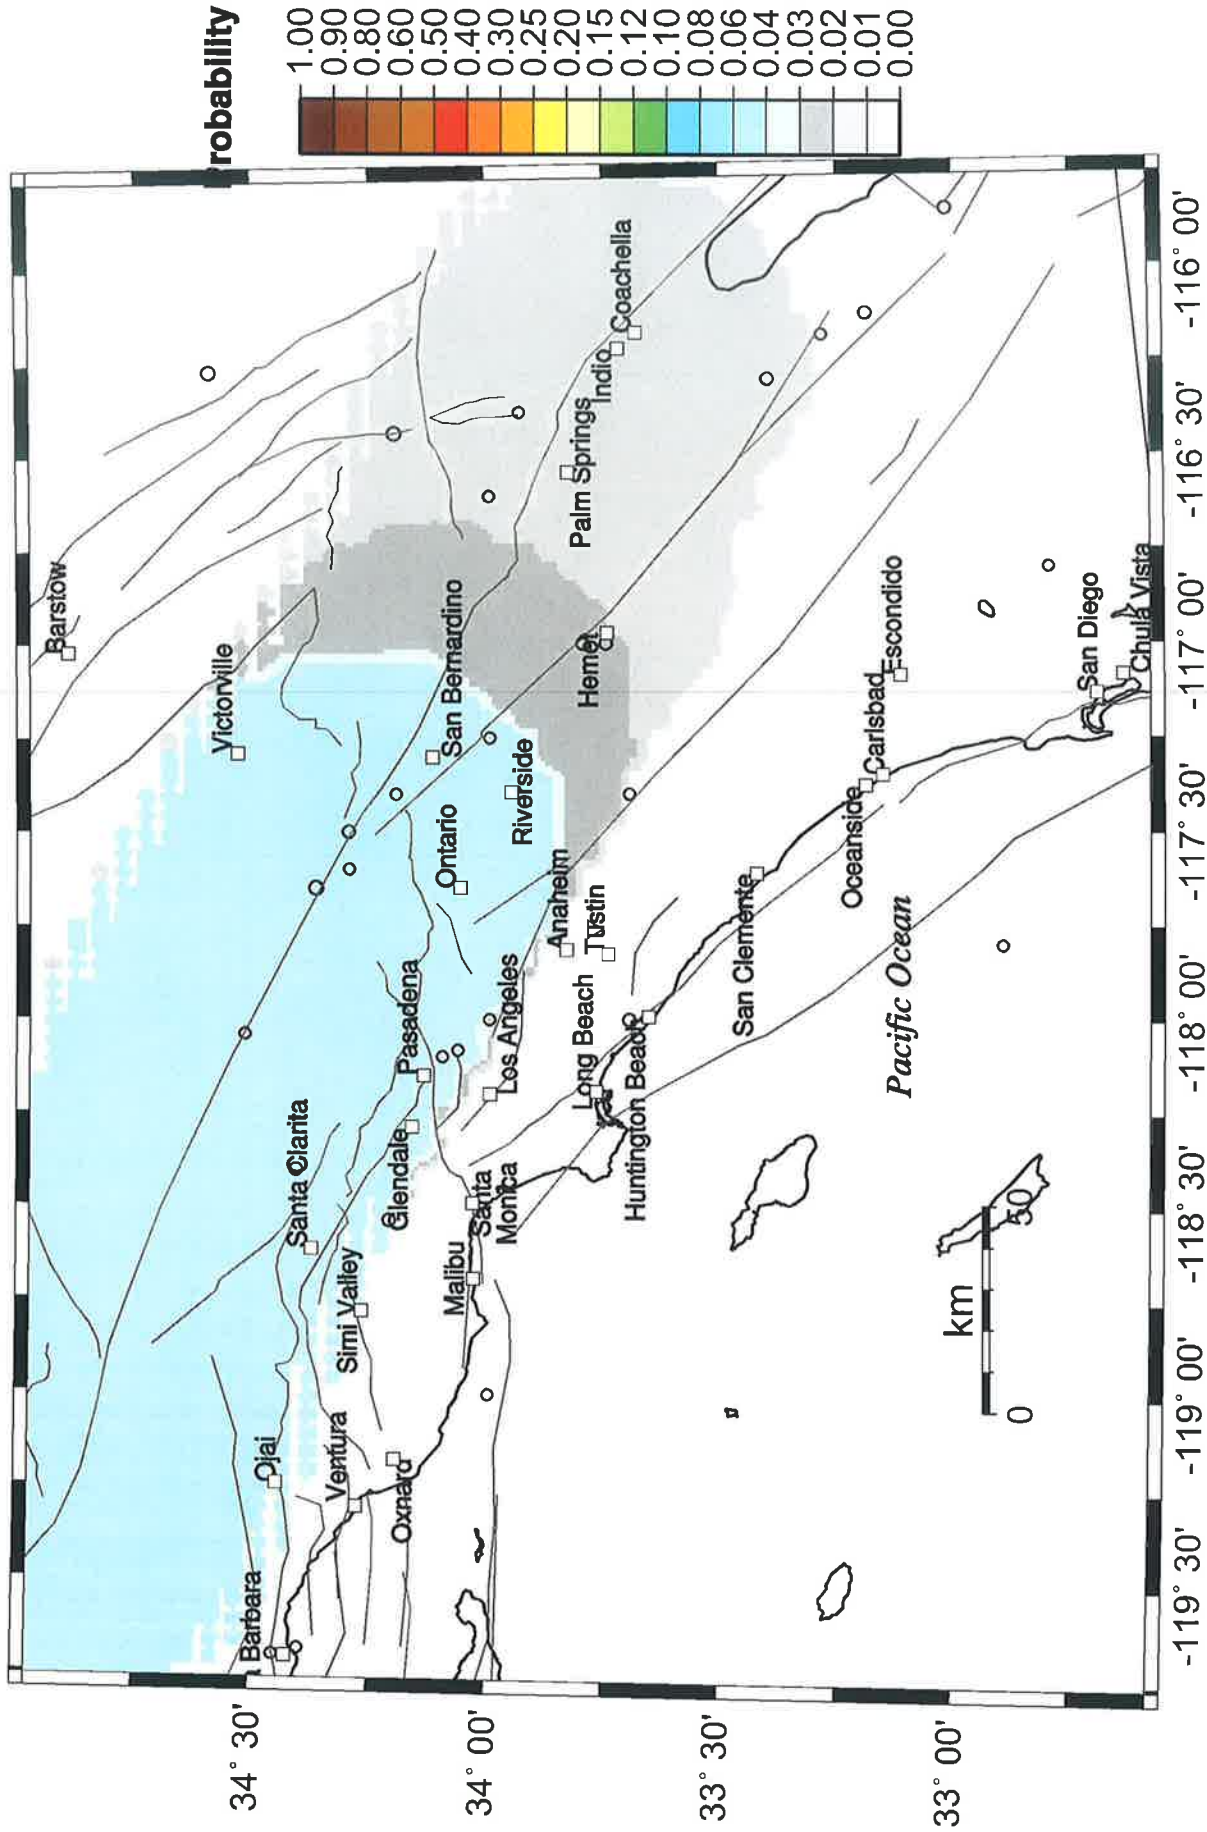 robability
1.00
0.90
0.80
0.60
0.50
0.40
0.30
0.25
0.20
0.15
0.12
0.10
0.08
0.06
0.04
0.03
0.02
0.01
0.00
Barstow
Victorville
Santa Clarita
Ojai
Barbara
San Bernardino
Ontario
Pasadena
Glendale
Simi Valley
Ventura
Oxnard
Coachella
Indio
Palm Springs
Hemet
Riverside
Anaheim
Tustin
Los Angeles
Long Beach
Huntington Beach
Santa
Monica
Malibu
San Clemente
Oceanside
Carlsbad
Escondido
San Diego
Chula Vista
Pacific Ocean
km
0
50
34° 30'
34° 00'
33° 30'
33° 00'
-119° 30'
-119° 00'
-118° 30'
-118° 00'
-117° 30'
-117° 00'
-116° 30'
-116° 00'